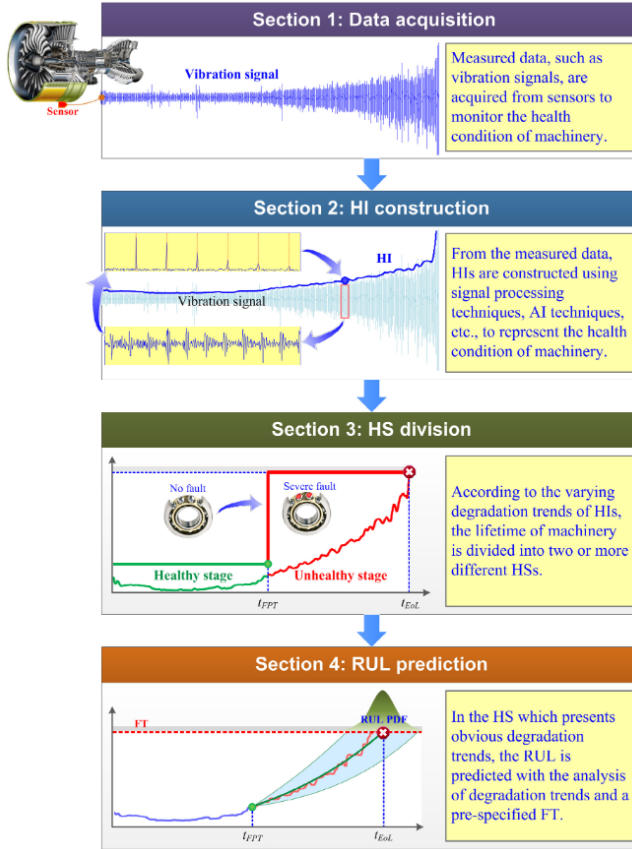 Section 1: Data acquisition
Vibration signal
Sensor
Measured data, such as
vibration signals, are
acquired from sensors to
monitor the health
condition of machinery.
Section 2: HI construction
HI
Vibration signal
From the measured data,
HIs are constructed using
signal processing
techniques, AI techniques,
etc., to represent the health
condition of machinery.
Section 3: HS division
No fault
Severe fault
Healthy stage
Unhealthy stage
t_FPT
t_EoL
According to the varying
degradation trends of HIs,
the lifetime of machinery
is divided into two or more
different HSs.
Section 4: RUL prediction
FT
RUL PDF
t_FPT
t_EoL
In the HS which presents
obvious degradation
trends, the RUL is
predicted with the analysis
of degradation trends and a
pre-specified FT.